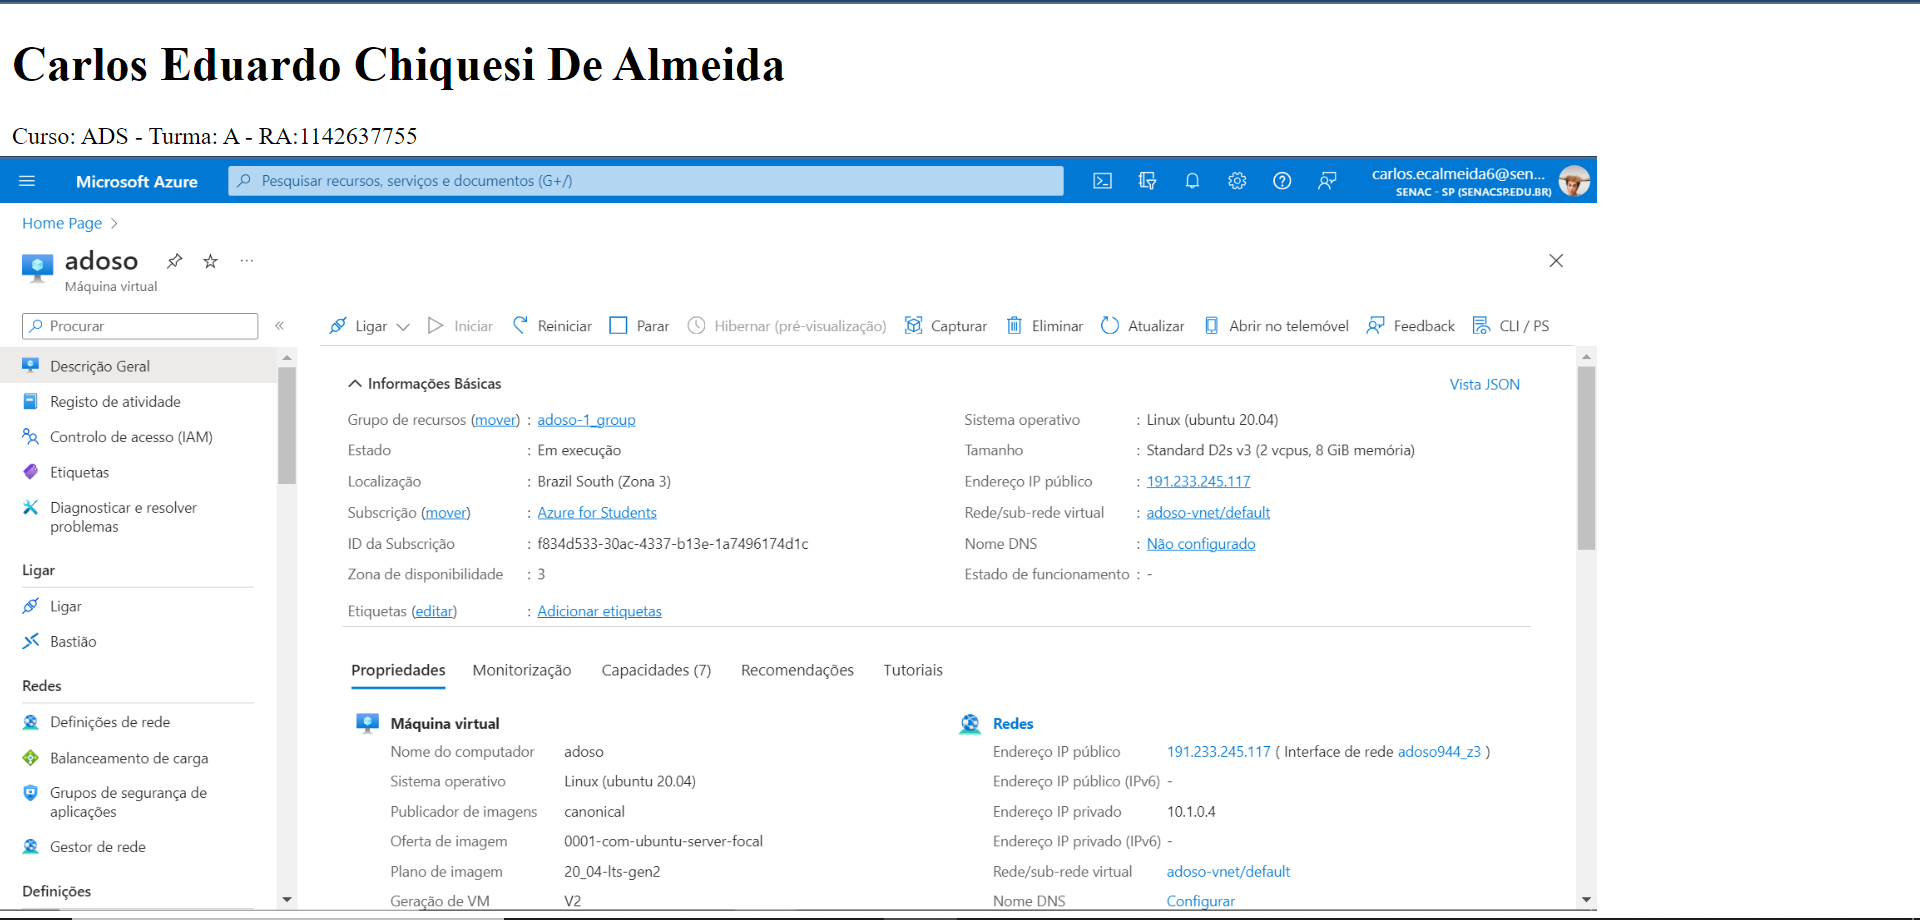 Carlos Eduardo Chiquesi De Almeida
Curso: ADS - Turma: A - RA:1142637755
Microsoft Azure
Pesquisar recursos, serviços e documentos (G+/)
carlos.ecalmeida6@sen...
SENAC - SP (SENACSP.EDU.BR)
Home Page
adoso
Máquina virtual
Procurar
Ligar Iniciar Reiniciar Parar Hibernar (pré-visualização) Capturar Eliminar Atualizar Abrir no telemóvel Feedback CLI / PS
Descrição Geral
Registo de atividade
Controlo de acesso (IAM)
Etiquetas
Diagnosticar e resolver
problemas
Ligar
Ligar
Bastião
Redes
Definições de rede
Balanceamento de carga
Grupos de segurança de
aplicações
Gestor de rede
Definições
Informações Básicas
Vista JSON
Grupo de recursos (mover) : adoso-1_group
Estado : Em execução
Localização : Brazil South (Zona 3)
Subscrição (mover) : Azure for Students
ID da Subscrição : f834d533-30ac-4337-b13e-1a7496174d1c
Zona de disponibilidade : 3
Etiquetas (editar) : Adicionar etiquetas
Sistema operativo : Linux (ubuntu 20.04)
Tamanho : Standard D2s v3 (2 vcpus, 8 GiB memória)
Endereço IP público : 191.233.245.117
Rede/sub-rede virtual : adoso-vnet/default
Nome DNS : Não configurado
Estado de funcionamento : -
Propriedades Monitorização Capacidades (7) Recomendações Tutoriais
Máquina virtual
Nome do computador adoso
Sistema operativo Linux (ubuntu 20.04)
Publicador de imagens canonical
Oferta de imagem 0001-com-ubuntu-server-focal
Plano de imagem 20_04-lts-gen2
Geração de VM V2
Redes
Endereço IP público 191.233.245.117 ( Interface de rede adoso944_z3 )
Endereço IP público (IPv6) -
Endereço IP privado 10.1.0.4
Endereço IP privado (IPv6) -
Rede/sub-rede virtual adoso-vnet/default
Nome DNS Configurar